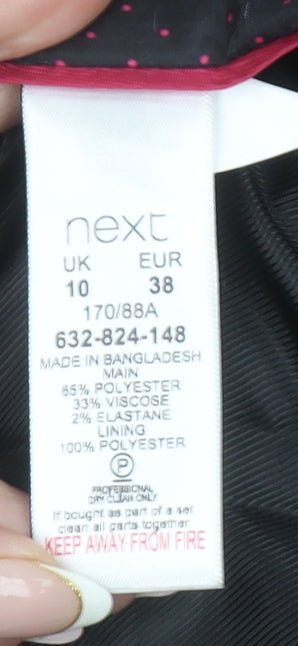 next
UK EUR
10 38
170/88A
632-824-148
MADE IN BANGLADESH
MAIN
65% POLYESTER
33% VISCOSE
2% ELASTANE
LINING
100% POLYESTER
P
PROFESSIONAL
DRY CLEAN ONLY
If bought as part of a set
clean all parts together
KEEP AWAY FROM FIRE